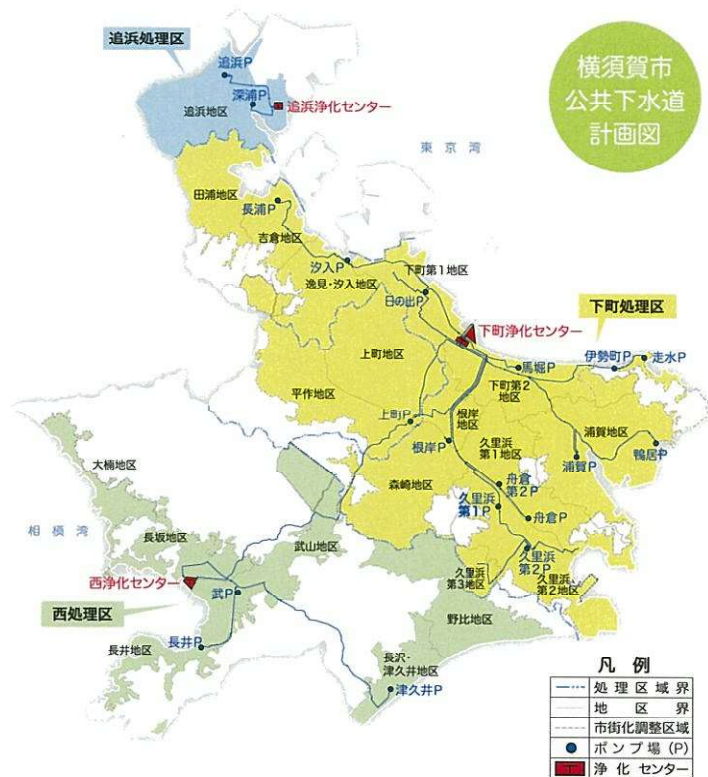 横須賀市
公共下水道
計画図
追浜処理区
追浜P
深浦P
追浜浄化センター
追浜地区
東京湾
田浦地区
長浦P
吉倉地区
汐入P
下町第1地区
逸見・汐入地区
日の出P
下町処理区
下町浄化センター
上町地区
伊勢町P
走水P
馬堀P
下町第2
地区
平作地区
上町P
根岸
地区
浦賀地区
根岸P
久里浜
第1地区
鴨居P
浦賀P
大楠地区
森崎地区
舟倉
第2P
久里浜
第1P
舟倉P
相模湾
長坂地区
武山地区
久里浜
第2P
西浄化センター
久里浜
第3地区
久里浜
第2地区
武P
西処理区
野比地区
長井地区
長井P
長沢・
津久井地区
津久井P
凡例
処理区域界
地区界
市街化調整区域
ポンプ場(P)
浄化センター